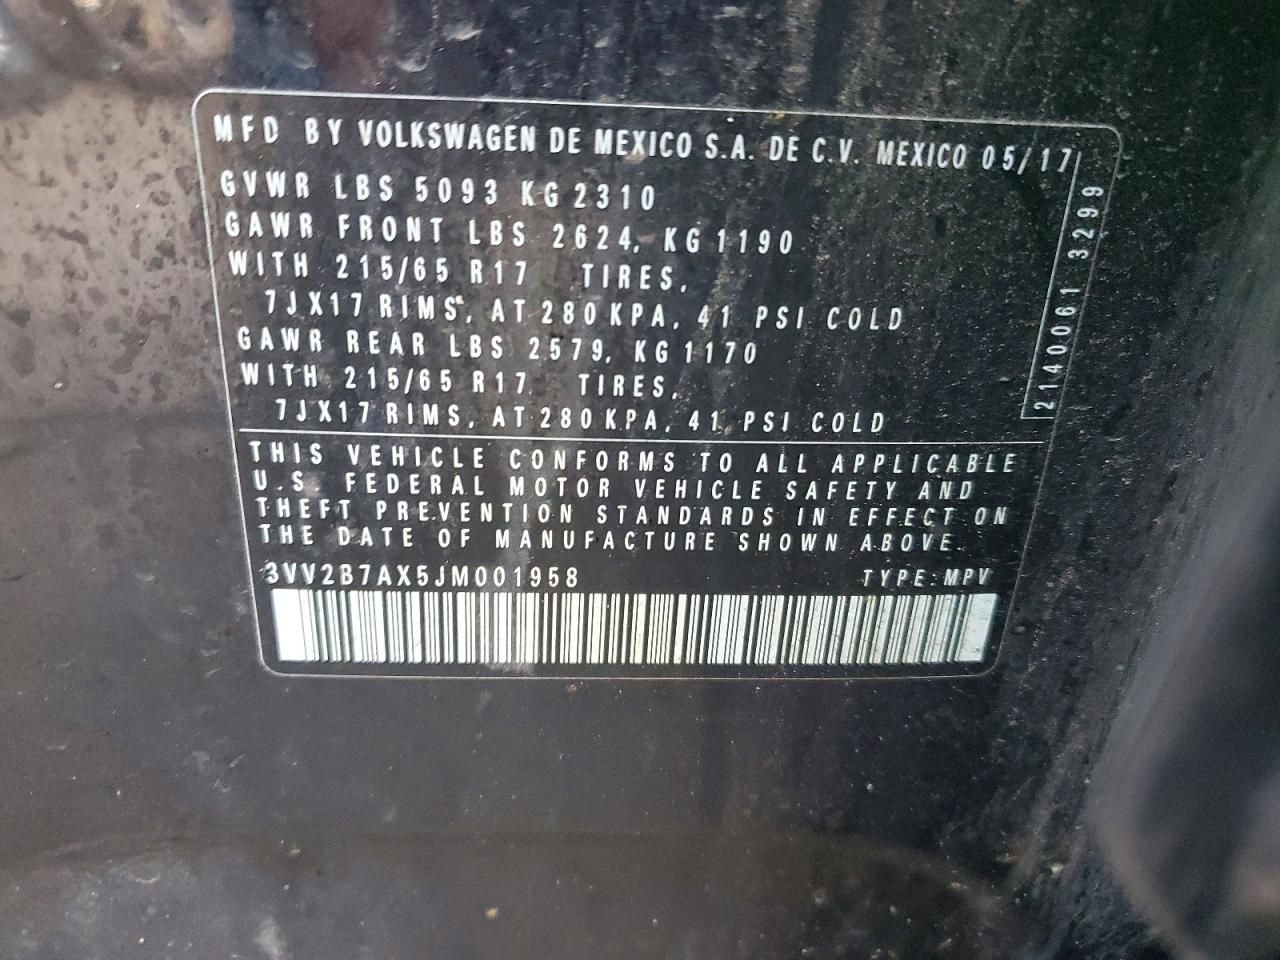 MFD BY VOLKSWAGEN DE MEXICO S.A. DE C.V. MEXICO 05/17
GVWR LBS 5093 KG 2310
GAWR FRONT LBS 2624, KG 1190
WITH 215/65 R17 TIRES,
7JX17 RIMS, AT 280 KPA, 41 PSI COLD
GAWR REAR LBS 2579, KG 1170
WITH 215/65 R17 TIRES,
7JX17 RIMS, AT 280 KPA, 41 PSI COLD
2140061 3299
THIS VEHICLE CONFORMS TO ALL APPLICABLE
U.S. FEDERAL MOTOR VEHICLE SAFETY AND
THEFT PREVENTION STANDARDS IN EFFECT ON
THE DATE OF MANUFACTURE SHOWN ABOVE.
3VV2B7AX5JM001958 TYPE: MPV